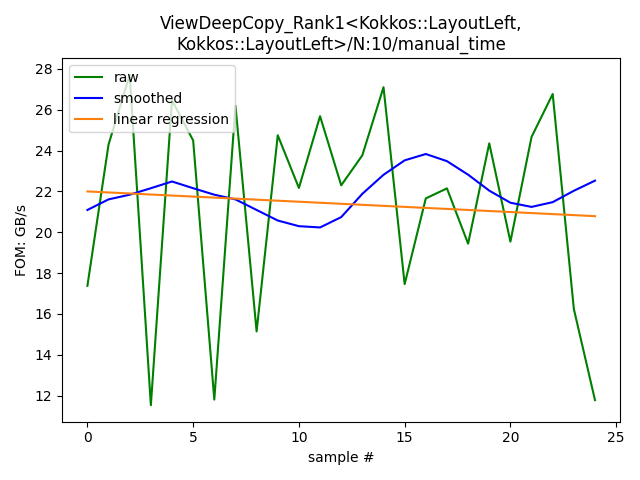 ViewDeepCopy_Rank1<Kokkos::LayoutLeft,
Kokkos::LayoutLeft>/N:10/manual_time
raw
smoothed
linear regression
FOM: GB/s
28
26
24
22
20
18
16
14
12
0
5
10
15
20
25
sample #